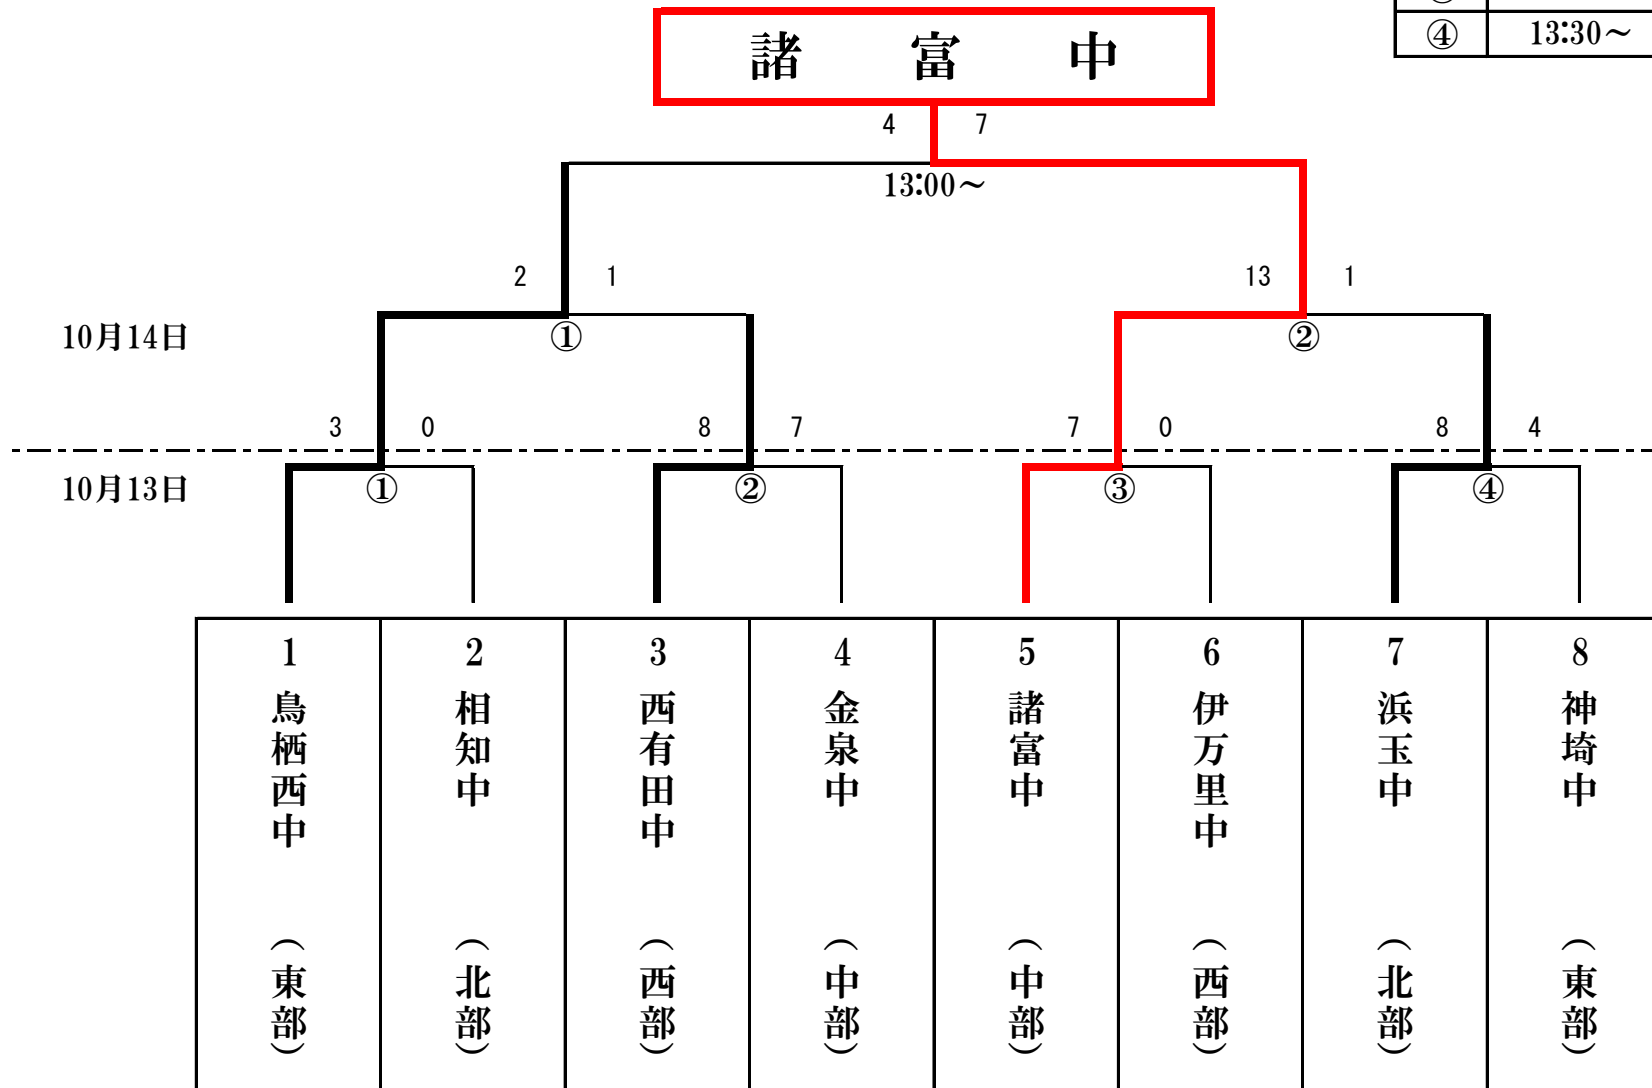 ④ 13:30～
諸 富 中
4 7
13:00～
2 1 13 1
10月14日
① ②
3 0 8 7 7 0 8 4
10月13日
① ② ③ ④
1 2 3 4 5 6 7 8
鳥栖西中
(東部)
相知中
(北部)
西有田中
(西部)
金泉中
(中部)
諸富中
(中部)
伊万里中
(西部)
浜玉中
(北部)
神埼中
(東部)